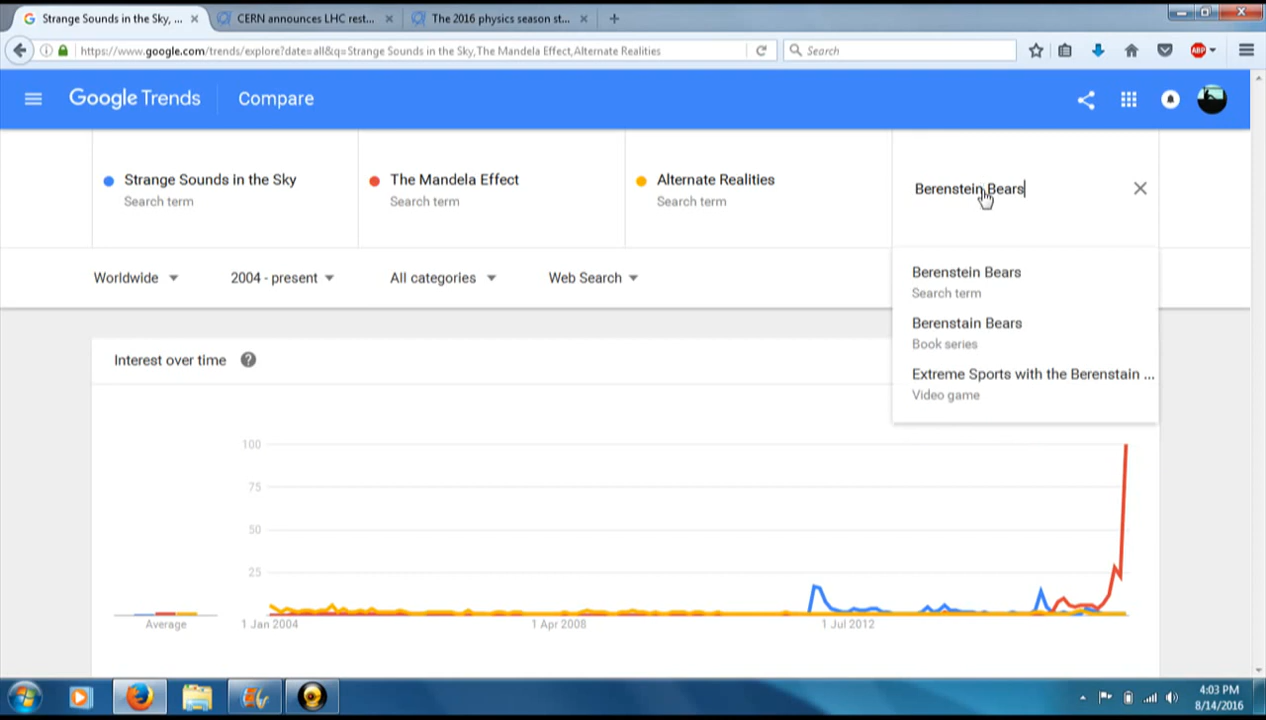 Strange Sounds in the Sky, ...
CERN announces LHC rest...
The 2016 physics season st...
https://www.google.com/trends/explore?date=all&q=Strange Sounds in the Sky,The Mandela Effect,Alternate Realities
Search
ABP
Google Trends
Compare
Strange Sounds in the Sky
Search term
The Mandela Effect
Search term
Alternate Realities
Search term
Berenstein Bears
Berenstein Bears
Search term
Berenstain Bears
Book series
Extreme Sports with the Berenstain ...
Video game
Worldwide
2004 - present
All categories
Web Search
Interest over time
?
100
75
50
25
Average
1 Jan 2004
1 Apr 2008
1 Jul 2012
4:03 PM
8/14/2016